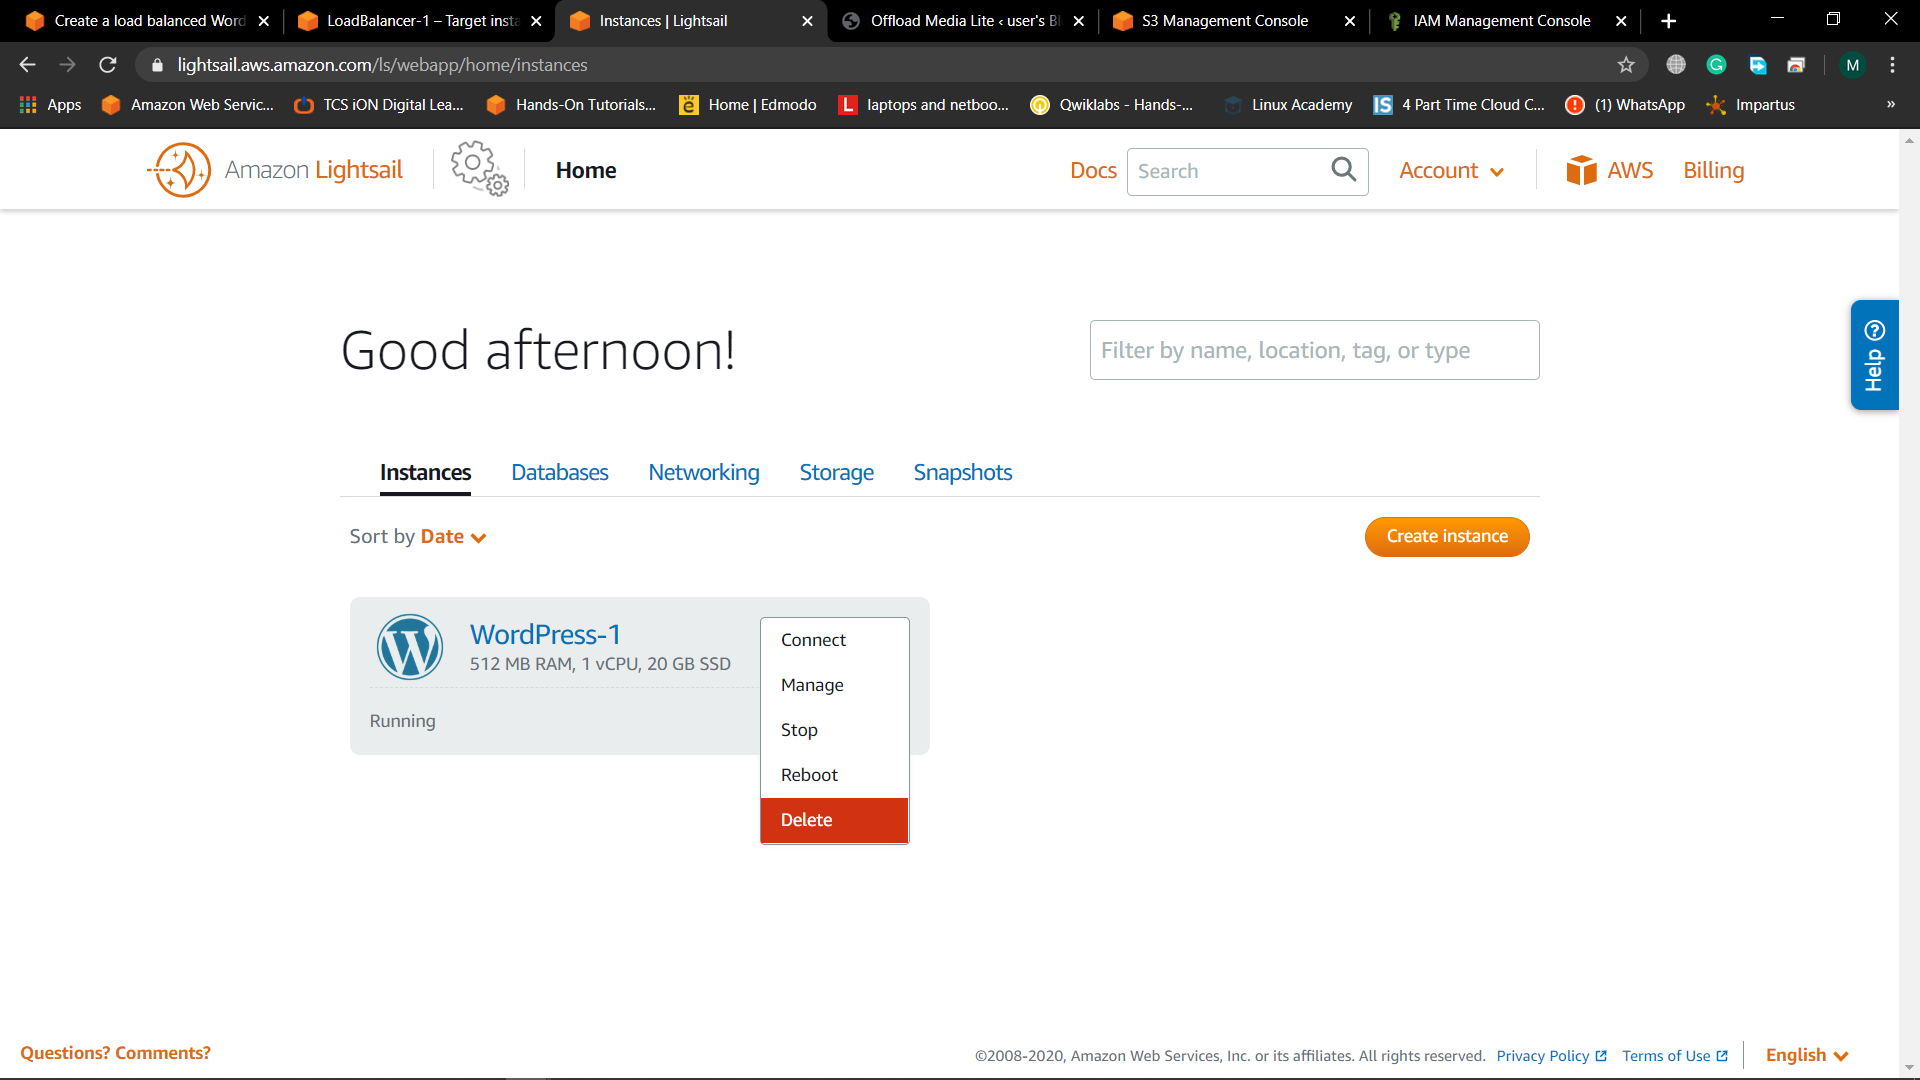 Create a load balanced Word
LoadBalancer-1 – Target insta
Instances | Lightsail
Offload Media Lite ‹ user's Bl
S3 Management Console
IAM Management Console
lightsail.aws.amazon.com/ls/webapp/home/instances
M
Apps
Amazon Web Servic...
TCS iON Digital Lea...
Hands-On Tutorials...
Home | Edmodo
laptops and netboo...
Qwiklabs - Hands-...
Linux Academy
4 Part Time Cloud C...
(1) WhatsApp
Impartus
»
Amazon Lightsail
Home
Docs
Search
Account
AWS
Billing
Good afternoon!
Filter by name, location, tag, or type
Help
Instances
Databases
Networking
Storage
Snapshots
Sort by Date
Create instance
WordPress-1
512 MB RAM, 1 vCPU, 20 GB SSD
Running
Connect
Manage
Stop
Reboot
Delete
Questions? Comments?
©2008-2020, Amazon Web Services, Inc. or its affiliates. All rights reserved.
Privacy Policy
Terms of Use
English